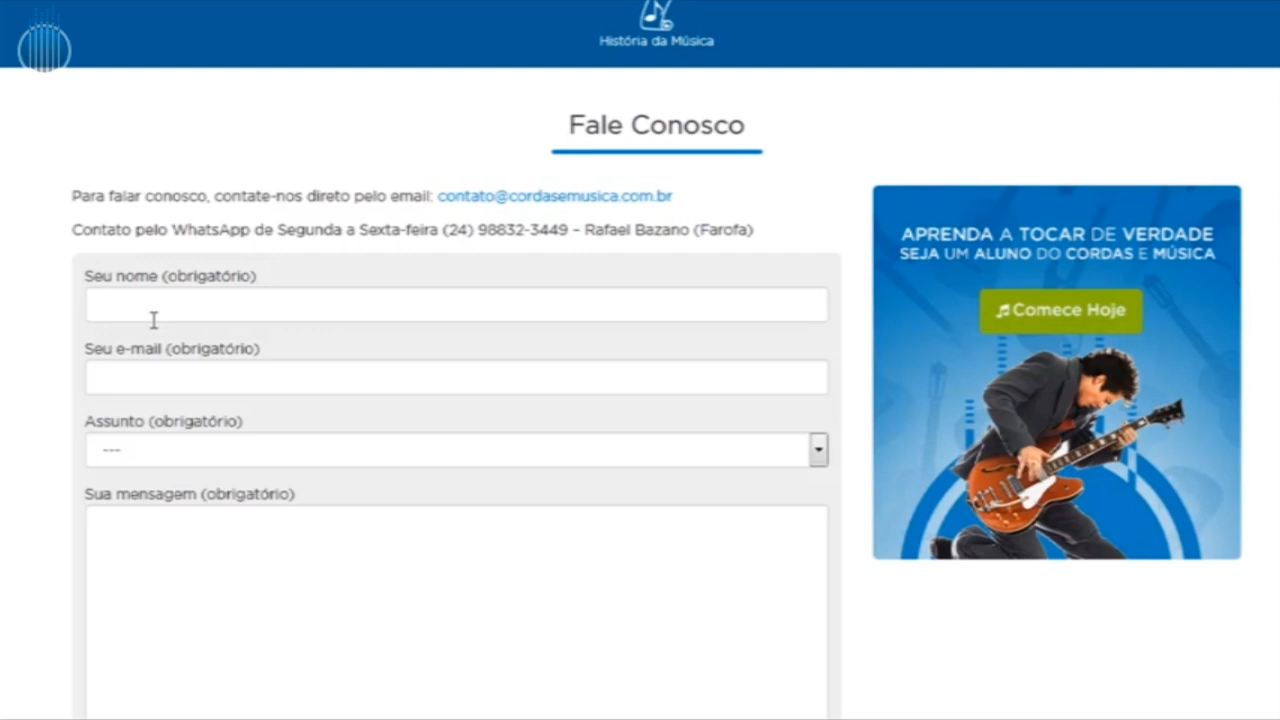 História da Música
Fale Conosco
Para falar conosco, contate-nos direto pelo email: contato@cordasemusica.com.br
Contato pelo WhatsApp de Segunda a Sexta-feira (24) 98832-3449 – Rafael Bazano (Farofa)
Seu nome (obrigatório)
Seu e-mail (obrigatório)
Assunto (obrigatório)
---
Sua mensagem (obrigatório)
APRENDA A TOCAR DE VERDADE
SEJA UM ALUNO DO CORDAS E MÚSICA
Comece Hoje